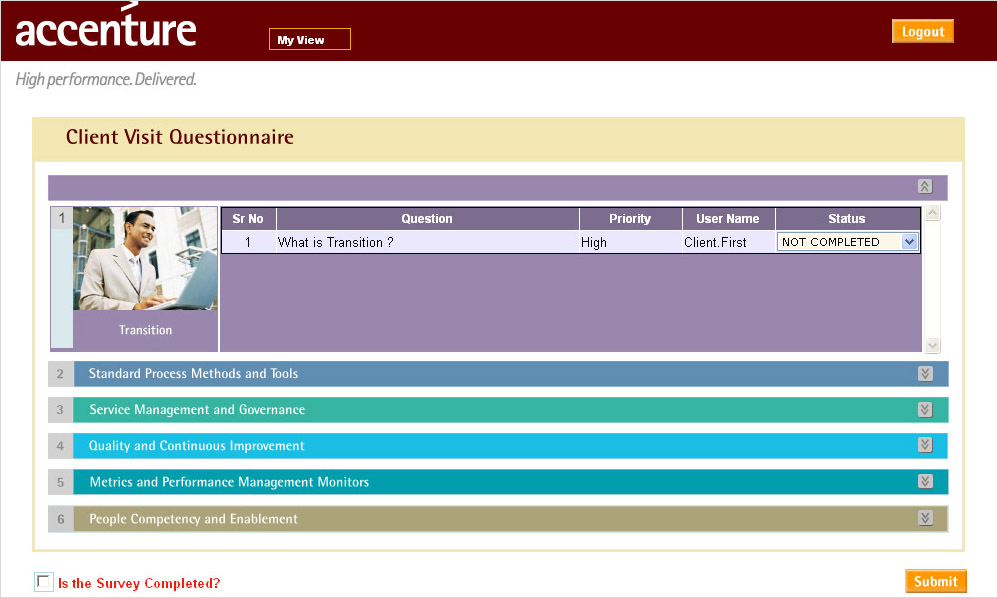 accenture
My View
Logout
High performance. Delivered.
Client Visit Questionnaire
1
Sr No Question Priority User Name Status
1 What is Transition ? High Client.First NOT COMPLETED
Transition
2 Standard Process Methods and Tools
3 Service Management and Governance
4 Quality and Continuous Improvement
5 Metrics and Performance Management Monitors
6 People Competency and Enablement
Is the Survey Completed?
Submit